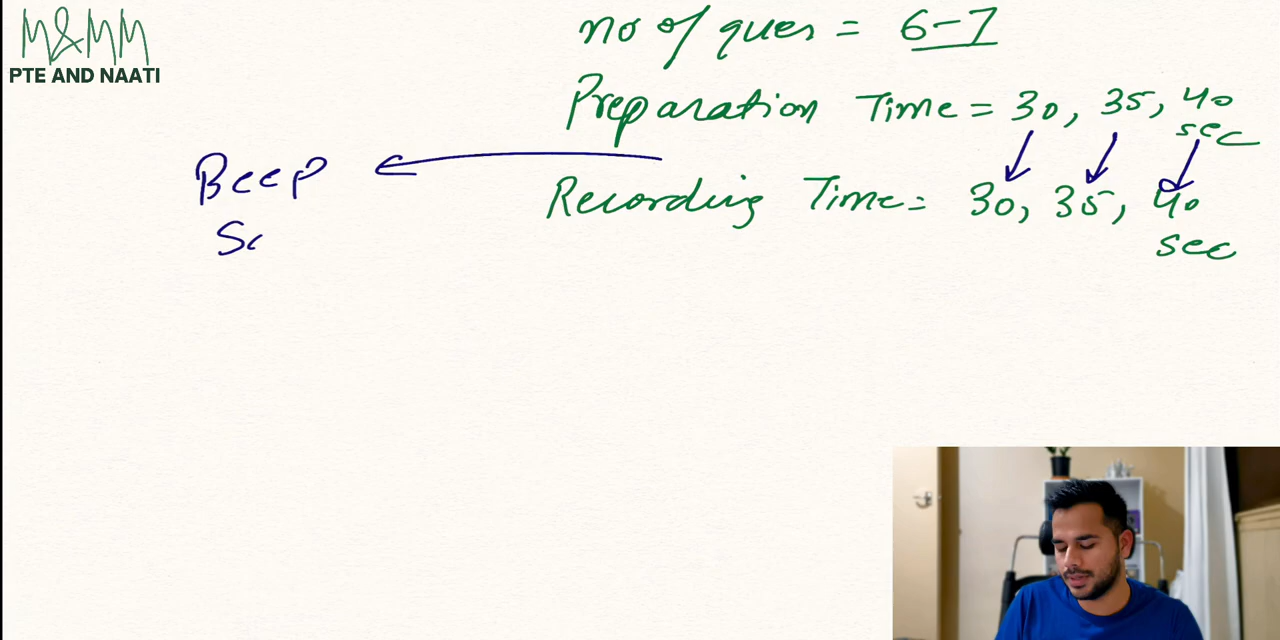 M&MM
PTE AND NAATI
no of ques = 6-7
Preparation Time = 30, 35, 40
sec
Beep
Recording Time = 30, 35, 40
So
sec